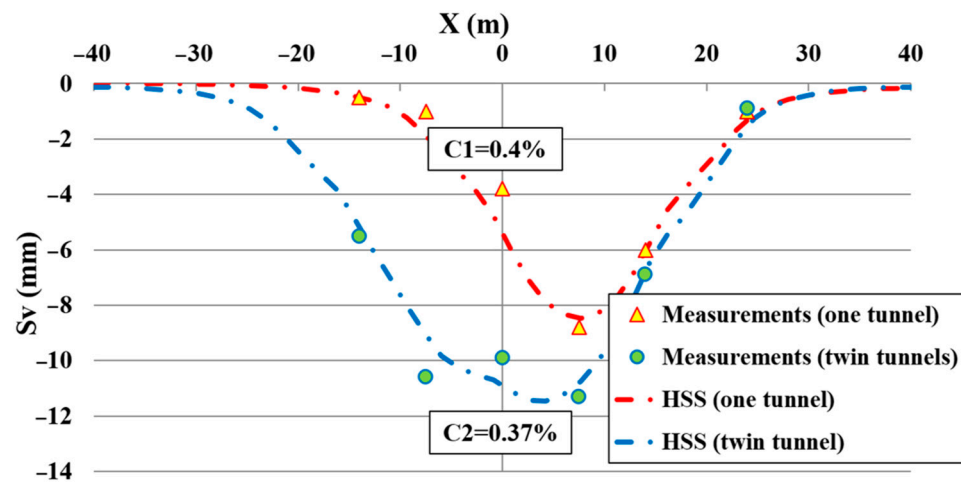 X (m)
−40 −30 −20 −10 0 10 20 30 40
0
−2
−4
−6
−8
−10
−12
−14
Sv (mm)
C1=0.4%
C2=0.37%
Measurements (one tunnel)
Measurements (twin tunnels)
HSS (one tunnel)
HSS (twin tunnel)